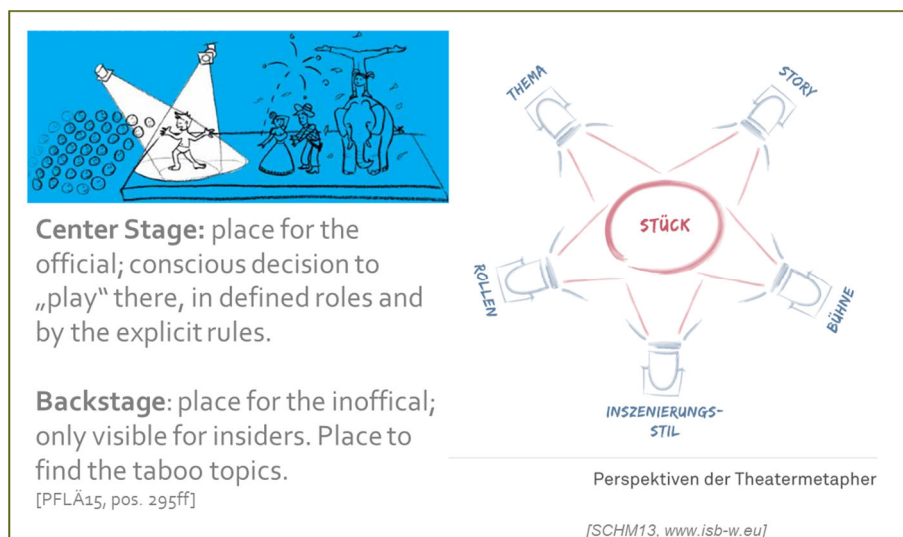 Center Stage: place for the
official; conscious decision to
„play“ there, in defined roles and
by the explicit rules.
Backstage: place for the inoffical;
only visible for insiders. Place to
find the taboo topics.
[PFLÄ15, pos. 295ff]
THEMA
STORY
STÜCK
ROLLEN
BÜHNE
INSZENIERUNGS-
STIL
Perspektiven der Theatermetapher
[SCHM13, www.isb-w.eu]